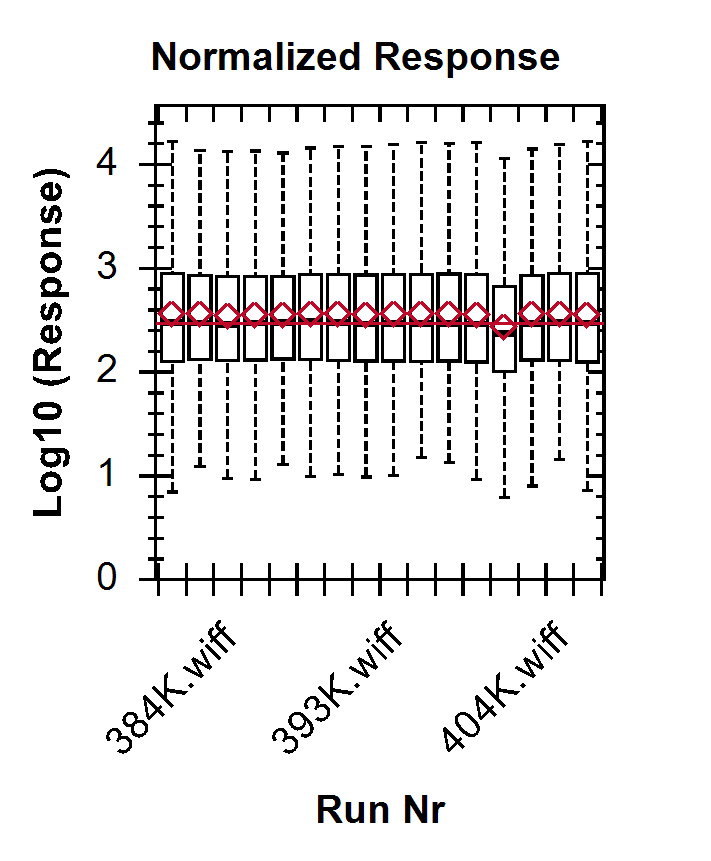 Normalized Response
Log10 (Response)
4
3
2
1
0
384K.wiff
393K.wiff
404K.wiff
Run Nr